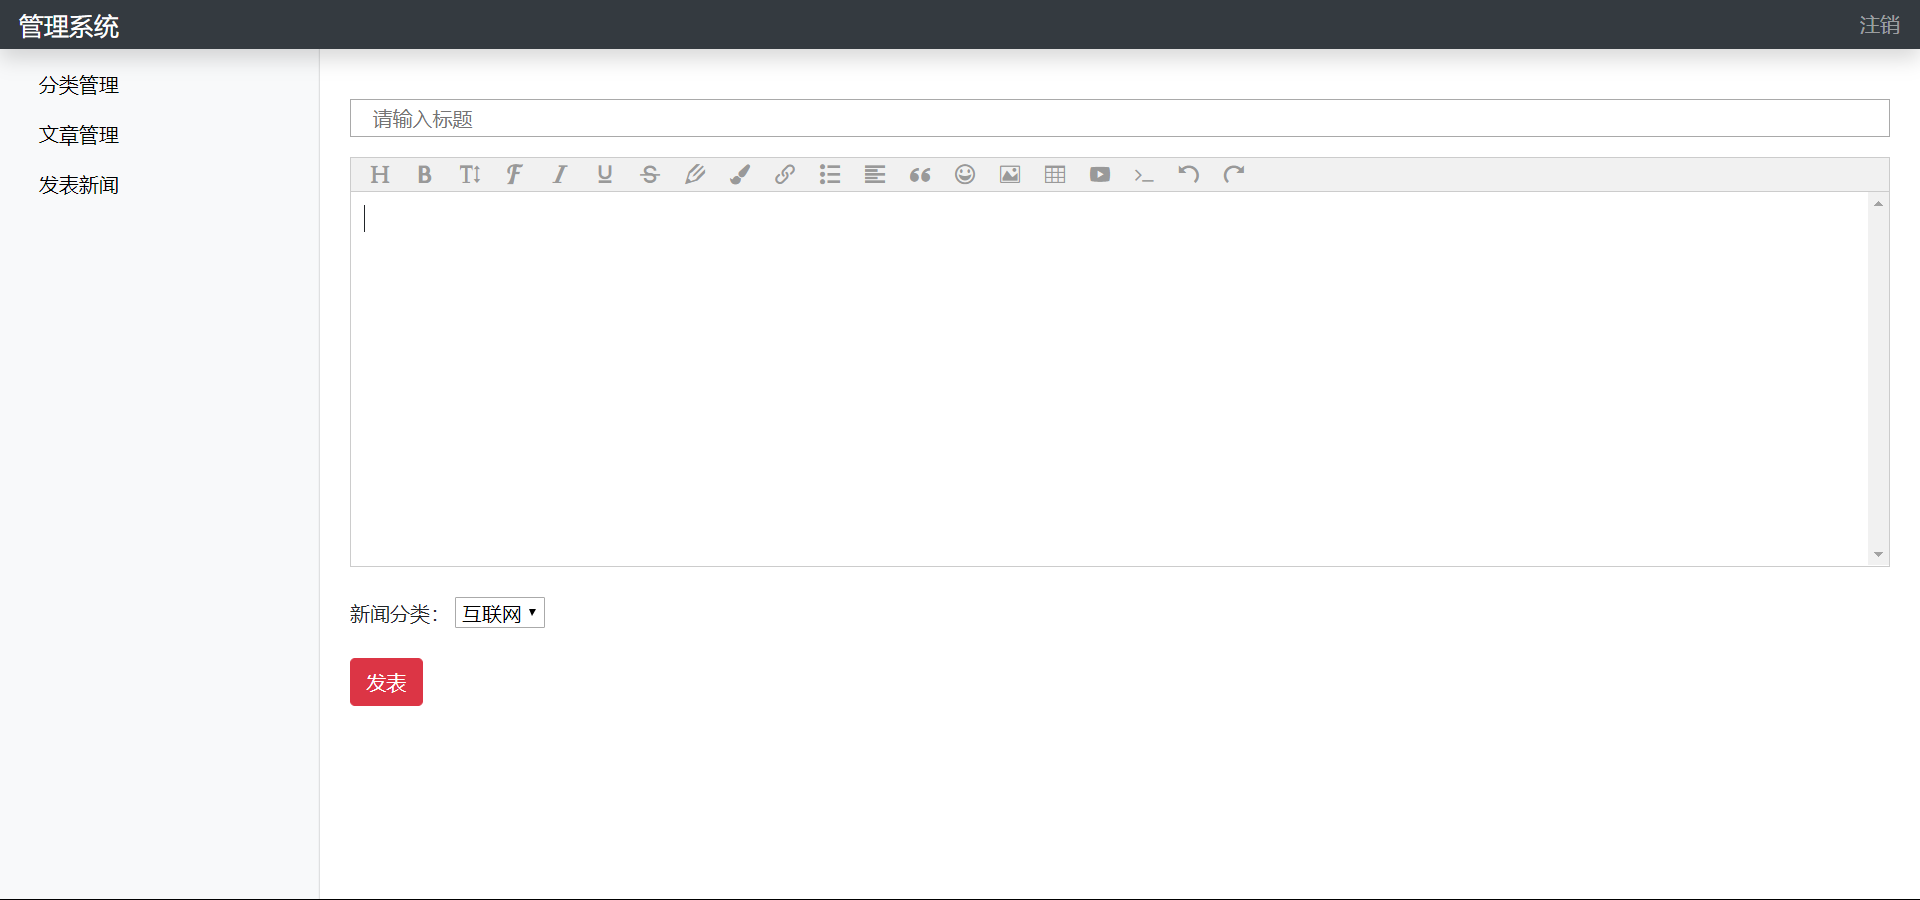 管理系统
注销
分类管理
文章管理
发表新闻
请输入标题
新闻分类：
互联网
发表